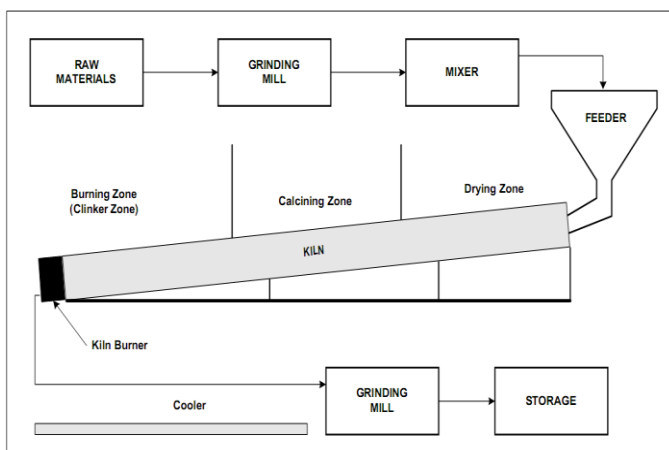 RAW
MATERIALS
GRINDING
MILL
MIXER
FEEDER
Burning Zone
(Clinker Zone)
Calcining Zone
Drying Zone
KILN
Kiln Burner
Cooler
GRINDING
MILL
STORAGE